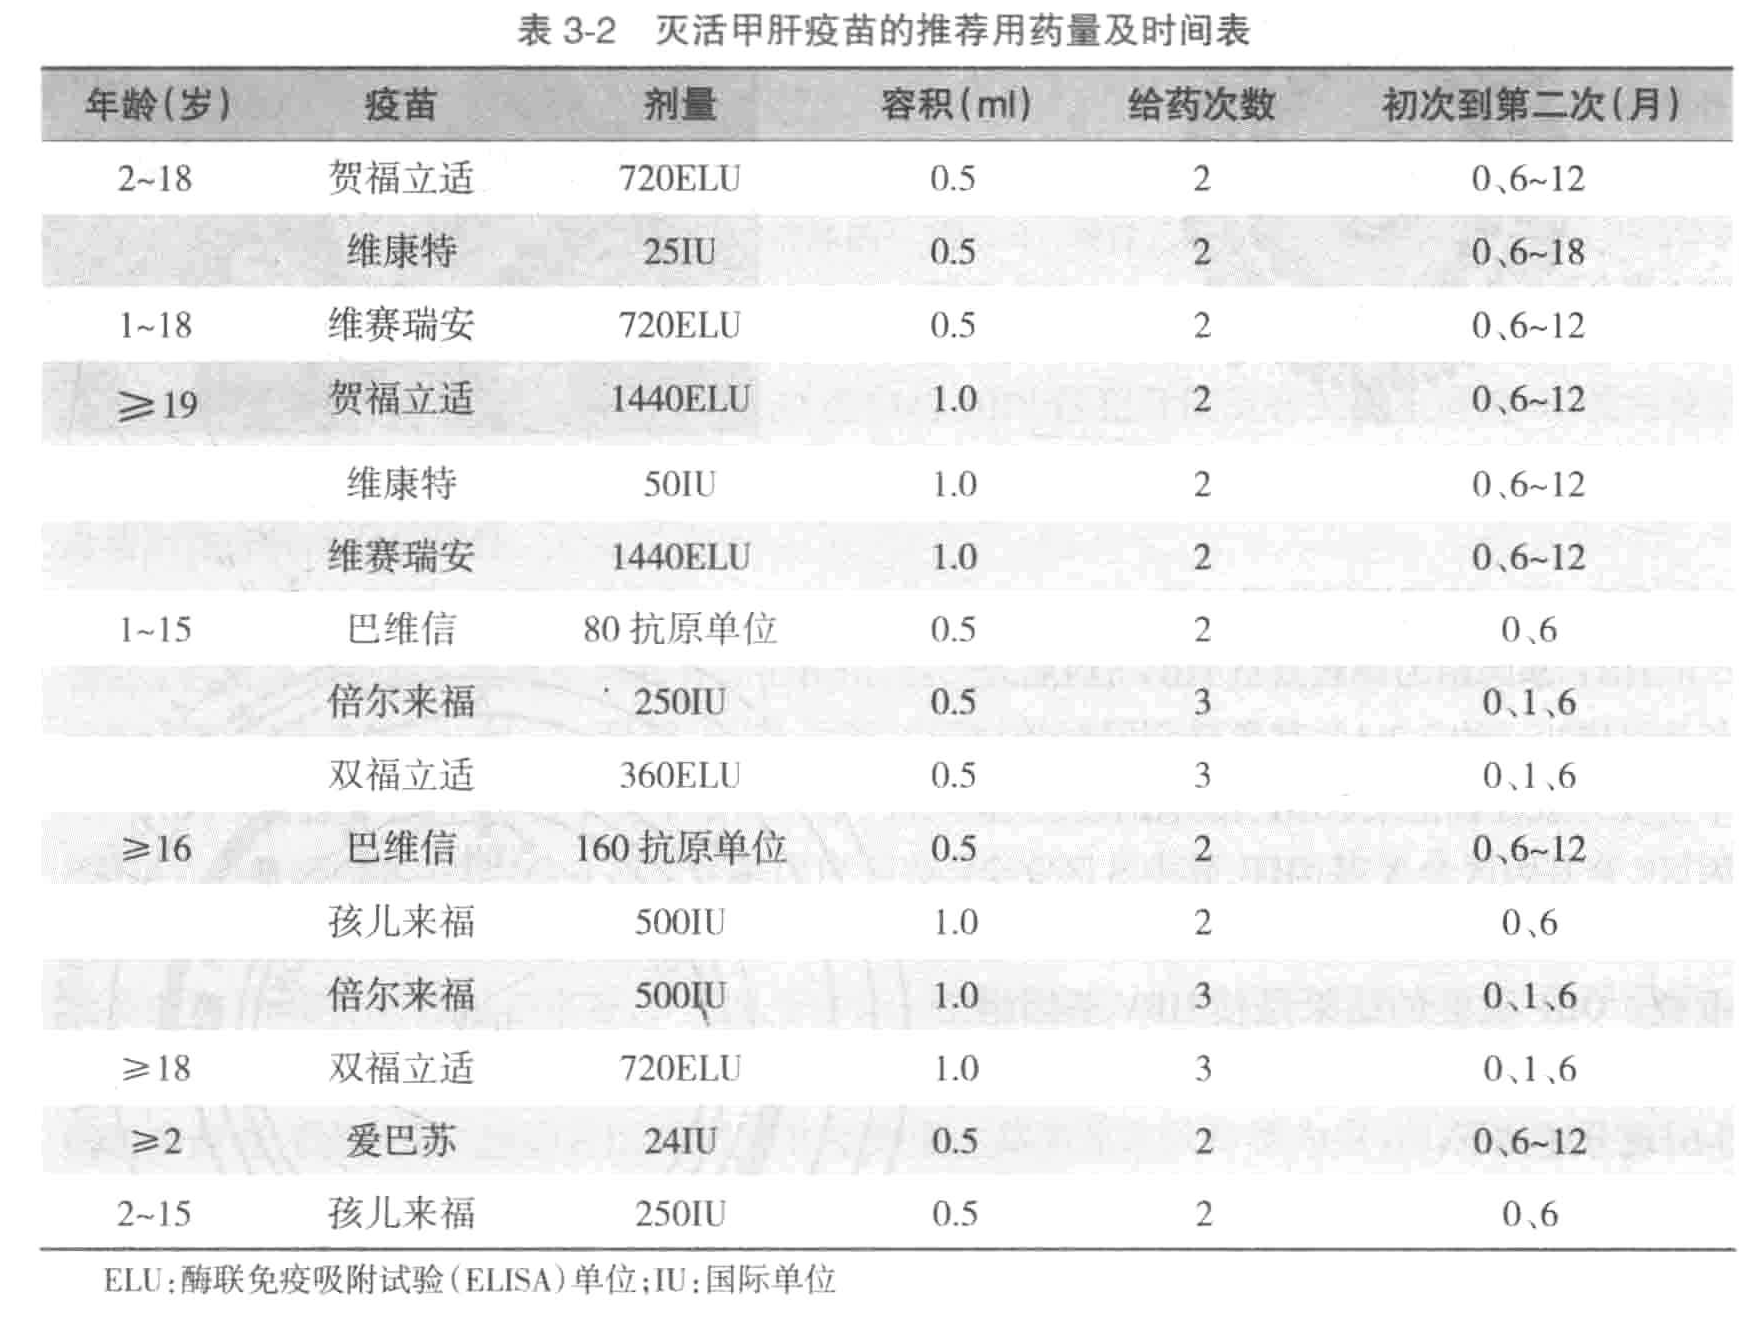 表 3-2 灭活甲肝疫苗的推荐用药量及时间表
年龄(岁) 疫苗 剂量 容积(ml) 给药次数 初次到第二次(月)
2~18 贺福立适 720ELU 0.5 2 0、6~12
维康特 25IU 0.5 2 0、6~18
1~18 维赛瑞安 720ELU 0.5 2 0、6~12
≥19 贺福立适 1440ELU 1.0 2 0、6~12
维康特 50IU 1.0 2 0、6~12
维赛瑞安 1440ELU 1.0 2 0、6~12
1~15 巴维信 80 抗原单位 0.5 2 0、6
倍尔来福 250IU 0.5 3 0、1、6
双福立适 360ELU 0.5 3 0、1、6
≥16 巴维信 160 抗原单位 0.5 2 0、6~12
孩儿来福 500IU 1.0 2 0、6
倍尔来福 500IU 1.0 3 0、1、6
≥18 双福立适 720ELU 1.0 3 0、1、6
≥2 爱巴苏 24IU 0.5 2 0、6~12
2~15 孩儿来福 250IU 0.5 2 0、6
ELU:酶联免疫吸附试验(ELISA)单位;IU:国际单位